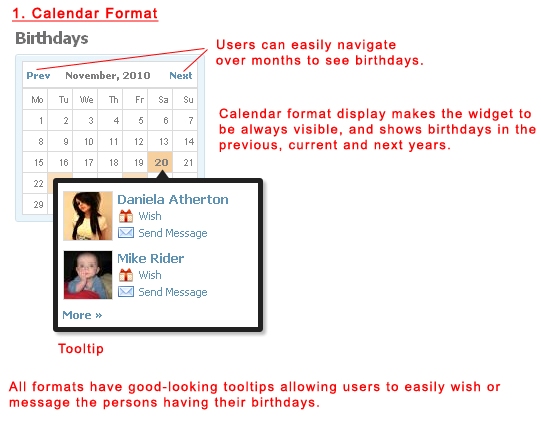 1. Calendar Format
Birthdays
Users can easily navigate
over months to see birthdays.
Prev November, 2010 Next
Mo Tu We Th Fr Sa Su
1 2 3 4 5 6 7
8 9 10 11 12 13 14
15 16 17 18 19 20 21
22
29
Calendar format display makes the widget to
be always visible, and shows birthdays in the
previous, current and next years.
Daniela Atherton
Wish
Send Message
Mike Rider
Wish
Send Message
More »
Tooltip
All formats have good-looking tooltips allowing users to easily wish or
message the persons having their birthdays.